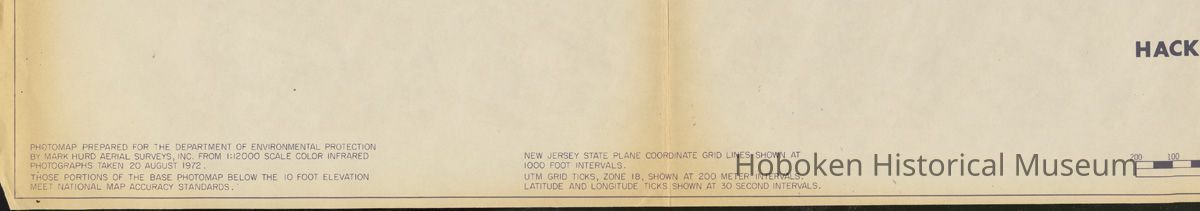 HACK
PHOTOMAP PREPARED FOR THE DEPARTMENT OF ENVIRONMENTAL PROTECTION
BY MARK HURD AERIAL SURVEYS, INC. FROM 1:12000 SCALE COLOR INFRARED
PHOTOGRAPHS TAKEN 20 AUGUST 1972.
THOSE PORTIONS OF THE BASE PHOTOMAP BELOW THE 10 FOOT ELEVATION
MEET NATIONAL MAP ACCURACY STANDARDS.
NEW JERSEY STATE PLANE COORDINATE GRID LINES SHOWN AT
1000 FOOT INTERVALS.
UTM GRID TICKS, ZONE 18, SHOWN AT 200 METER INTERVALS.
LATITUDE AND LONGITUDE TICKS SHOWN AT 30 SECOND INTERVALS.
Hoboken Historical Museum
200 100